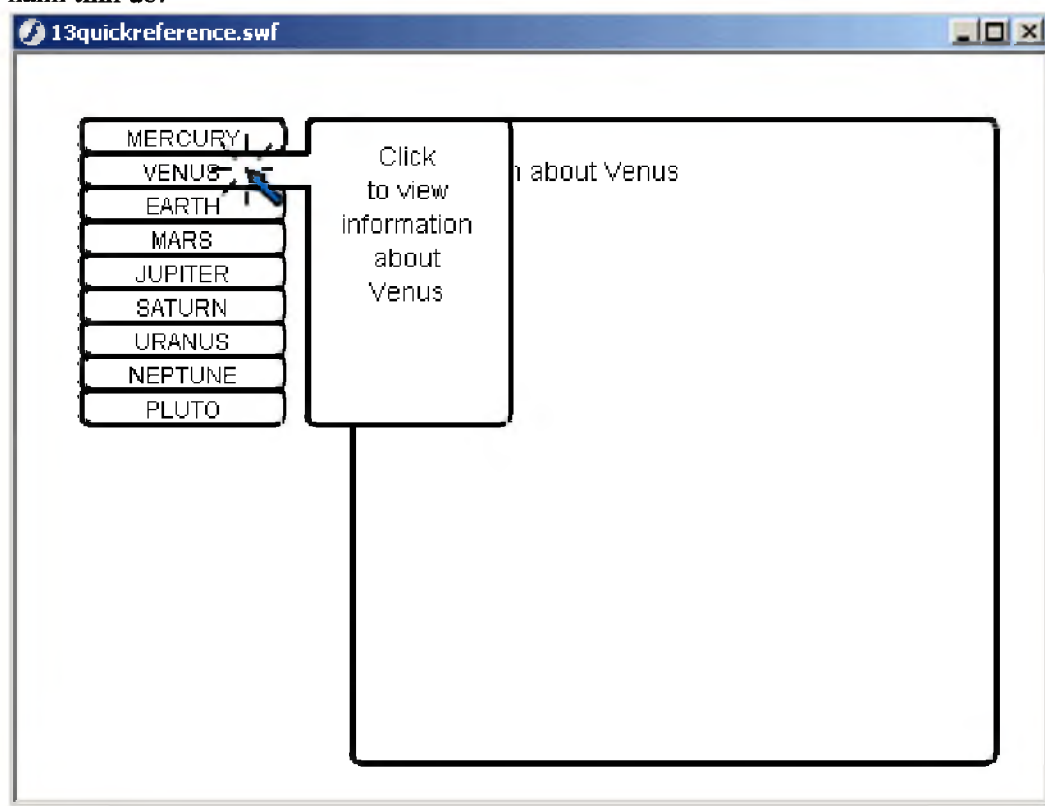 13quickreference.swf
MERCURY
VENUS
EARTH
MARS
JUPITER
SATURN
URANUS
NEPTUNE
PLUTO
Click
to view
information
about
Venus
about Venus